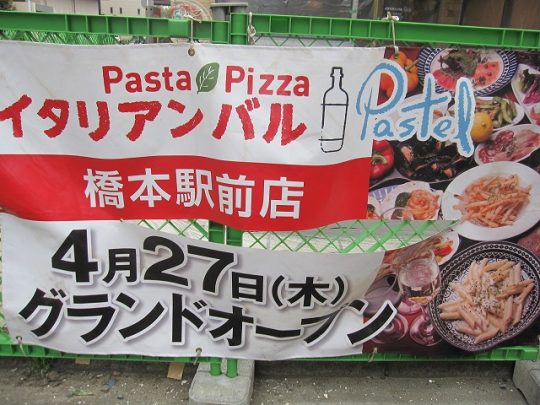 Pasta Pizza
イタリアンバル
Pastel
橋本駅前店
4月27日(木)
グランドオープン